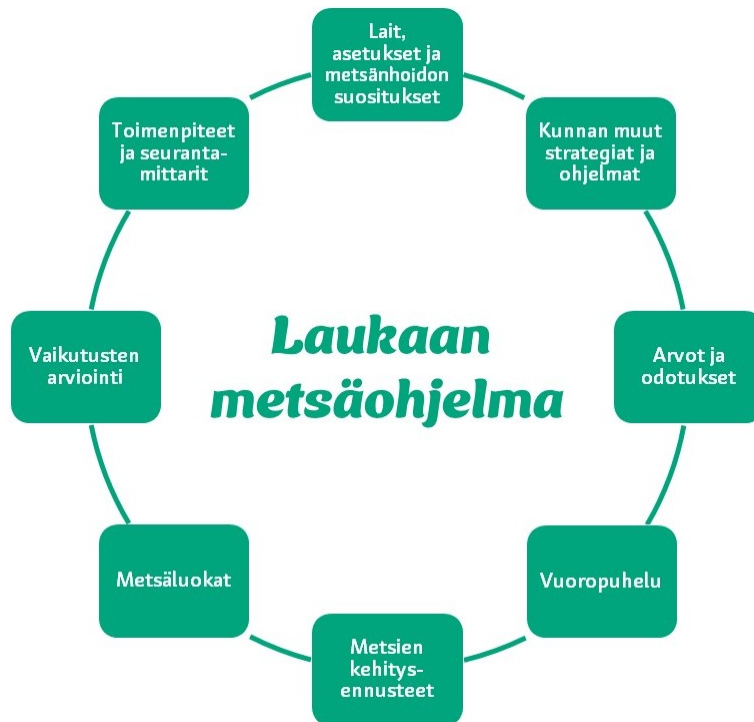 Lait,
asetukset ja
metsänhoidon
suositukset
Kunnan muut
strategiat ja
ohjelmat
Arvot ja
odotukset
Vuoropuhelu
Metsien
kehitys-
ennusteet
Metsäluokat
Vaikutusten
arviointi
Toimenpiteet
ja seuranta-
mittarit
Laukaan
metsäohjelma